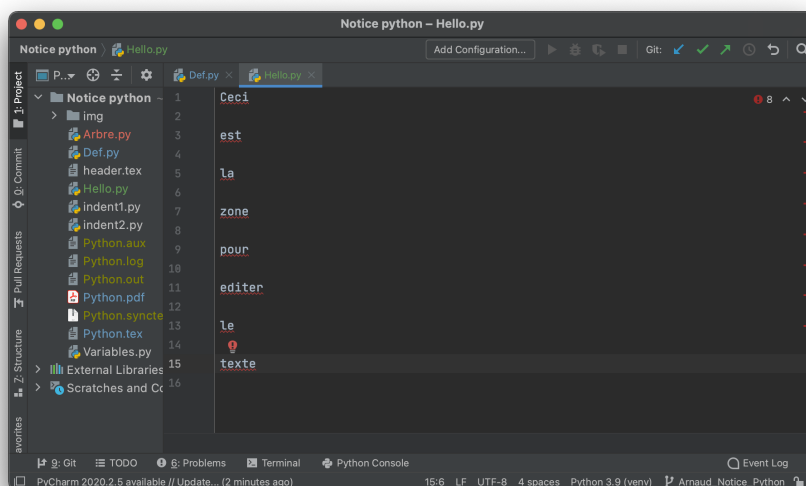 Notice python – Hello.py
Notice python Hello.py Add Configuration... Git:
P... Def.py Hello.py
1: Project
0: Commit
Pull Requests
7: Structure
avorites
Notice python ~
img
Arbre.py
Def.py
header.tex
Hello.py
indent1.py
indent2.py
Python.aux
Python.log
Python.out
Python.pdf
Python.syncte
Python.tex
Variables.py
External Libraries
Scratches and Co
1 Ceci
2
3 est
4
5 la
6
7 zone
8
9 pour
10
11 editer
12
13 le
14
15 texte
16
8
9: Git TODO 6: Problems Terminal Python Console Event Log
PyCharm 2020.2.5 available // Update... (2 minutes ago) 15:6 LF UTF-8 4 spaces Python 3.9 (venv) Arnaud_Notice_Python